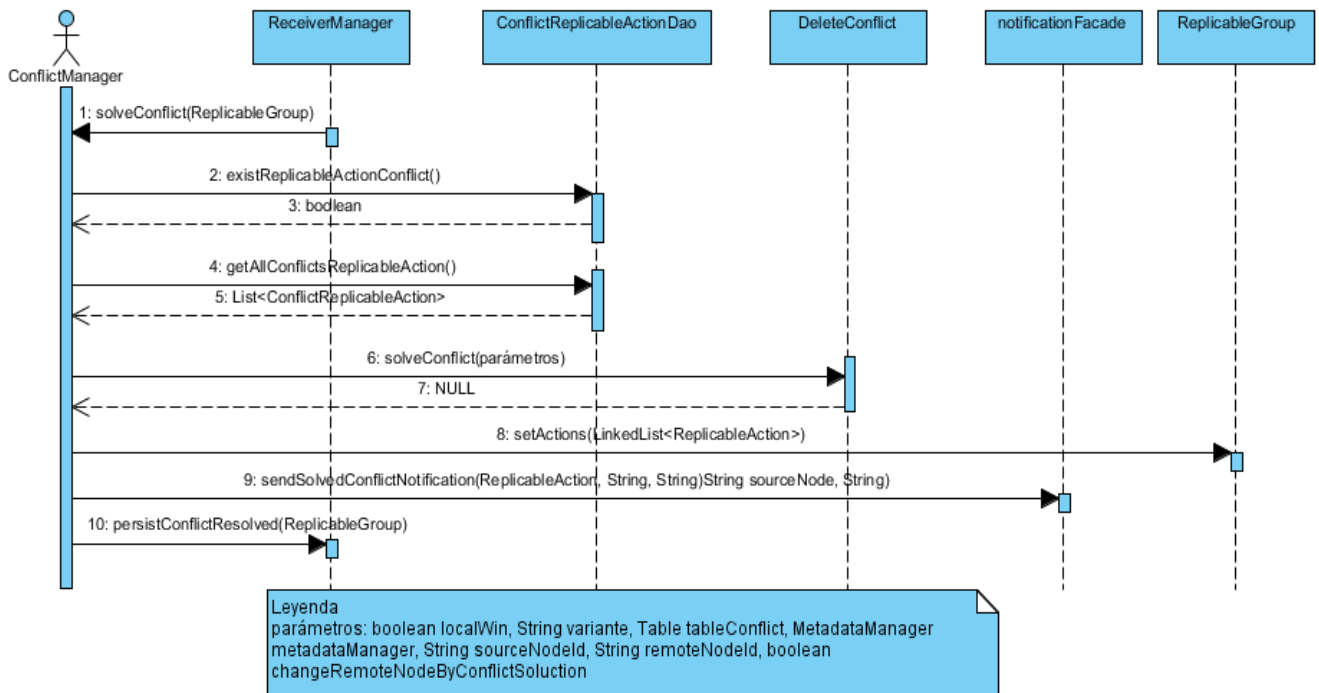 ReceiverManager
ConflictReplicableActionDao
DeleteConflict
notificationFacade
ReplicableGroup
ConflictManager
1: solveConflict(ReplicableGroup)
2: existReplicableActionConflict()
3: boolean
4: getAllConflictsReplicableAction()
5: List<ConflictReplicableAction>
6: solveConflict(parámetros)
7: NULL
8: setActions(LinkedList<ReplicableAction>)
9: sendSolvedConflictNotification(ReplicableAction, String, String)String sourceNode, String)
10: persistConflictResolved(ReplicableGroup)
Leyenda
parámetros: boolean localWin, String variante, Table tableConflict, MetadataManager
metadataManager, String sourceNodeId, String remoteNodeId, boolean
changeRemoteNodeByConflictSoluction